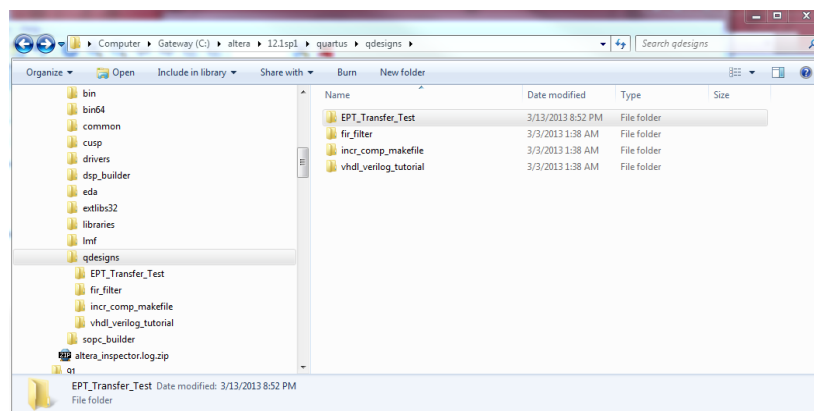 Computer Gateway (C:) altera 12.1sp1 quartus qdesigns Search qdesigns
Organize Open Include in library Share with Burn New folder
bin
bin64
common
cusp
drivers
dsp_builder
eda
extlibs32
libraries
lmf
qdesigns
EPT_Transfer_Test
fir_filter
incr_comp_makefile
vhdl_verilog_tutorial
sopc_builder
altera_inspector.log.zip
91
Name Date modified Type Size
EPT_Transfer_Test 3/13/2013 8:52 PM File folder
fir_filter 3/3/2013 1:38 AM File folder
incr_comp_makefile 3/3/2013 1:38 AM File folder
vhdl_verilog_tutorial 3/3/2013 1:38 AM File folder
EPT_Transfer_Test Date modified: 3/13/2013 8:52 PM
File folder